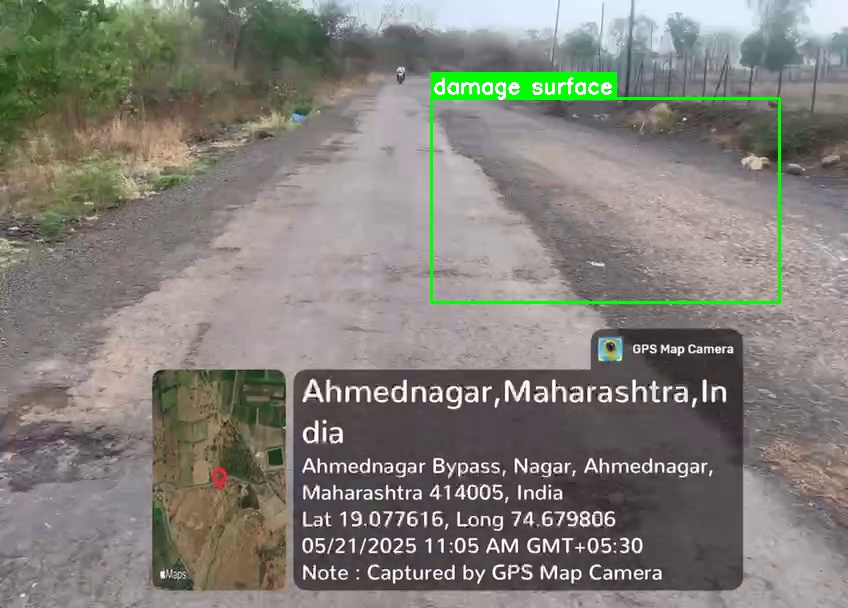 damage surface
GPS Map Camera
Ahmednagar,Maharashtra,In
dia
Ahmednagar Bypass, Nagar, Ahmednagar,
Maharashtra 414005, India
Lat 19.077616, Long 74.679806
05/21/2025 11:05 AM GMT+05:30
Note : Captured by GPS Map Camera
Maps